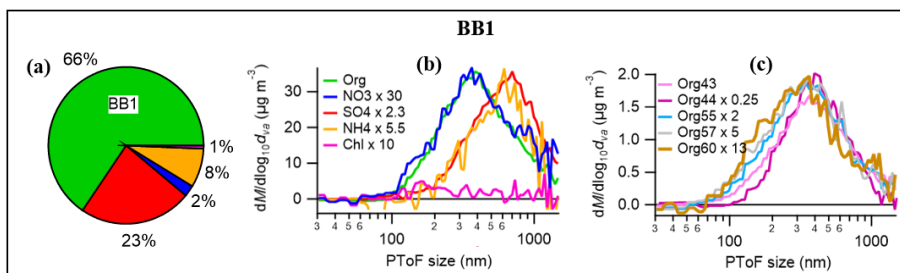 BB1
(a)
66%
BB1
1%
8%
2%
23%
(b)
dM/dlog10dva (µg m-3)
30
20
10
0
Org
NO3 x 30
SO4 x 2.3
NH4 x 5.5
Chl x 10
3 4 5 6 100 2 3 4 5 6 1000
PToF size (nm)
(c)
dM/dlog10dva (µg m-3)
2.0
1.5
1.0
0.5
0.0
Org43
Org44 x 0.25
Org55 x 2
Org57 x 5
Org60 x 13
3 4 5 6 100 2 3 4 5 6 1000
PToF size (nm)